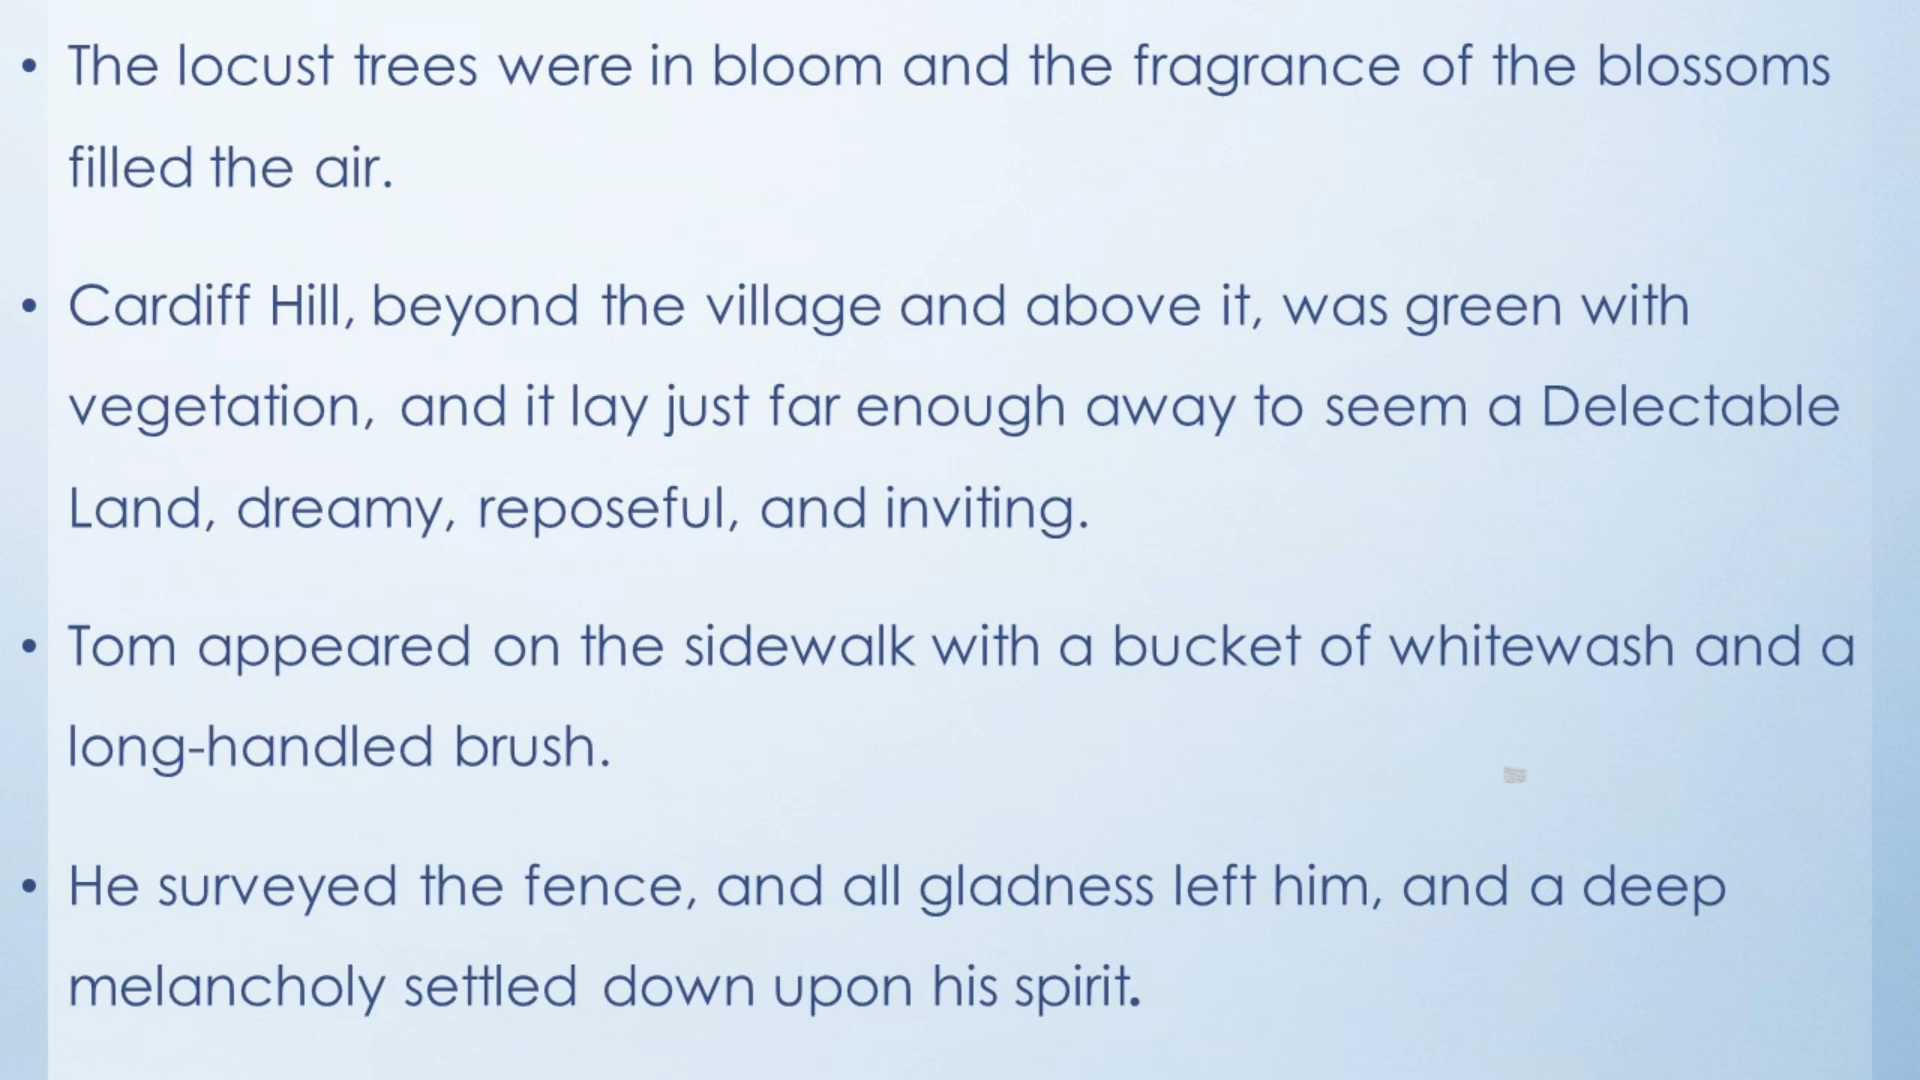 • The locust trees were in bloom and the fragrance of the blossoms
filled the air.
• Cardiff Hill, beyond the village and above it, was green with
vegetation, and it lay just far enough away to seem a Delectable
Land, dreamy, reposeful, and inviting.
• Tom appeared on the sidewalk with a bucket of whitewash and a
long-handled brush.
• He surveyed the fence, and all gladness left him, and a deep
melancholy settled down upon his spirit.